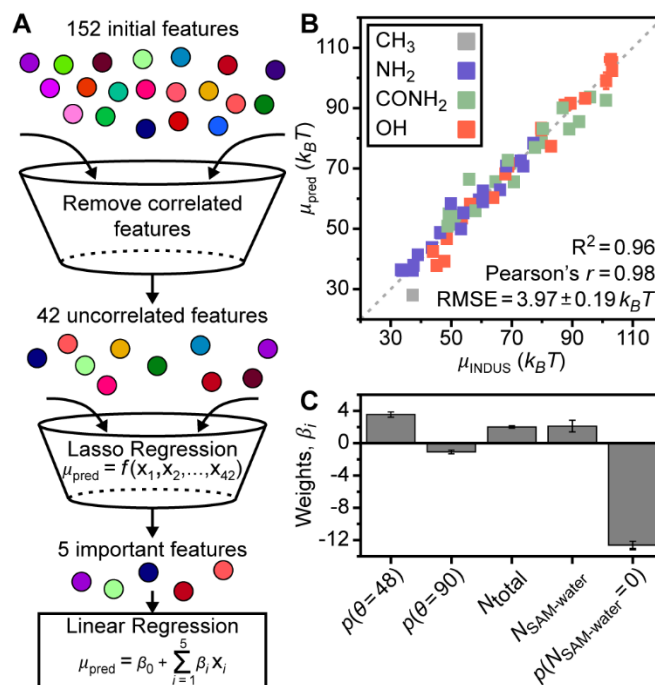 A
152 initial features
Remove correlated
features
42 uncorrelated features
Lasso Regression
μpred = f(x₁,x₂,...,x₄₂)
5 important features
Linear Regression
μpred = β₀ + ∑ βᵢ xᵢ
5
i = 1
B
CH₃
NH₂
CONH₂
OH
R² = 0.96
Pearson's r = 0.98
RMSE = 3.97 ± 0.19 k_BT
μpred (k_BT)
110
90
70
50
30
30 50 70 90 110
μINDUS (k_BT)
C
Weights, βᵢ
4
0
-4
-8
-12
p(θ = 48)
p(θ = 90)
Ntotal
NSAM-water
p(NSAM-water = 0)